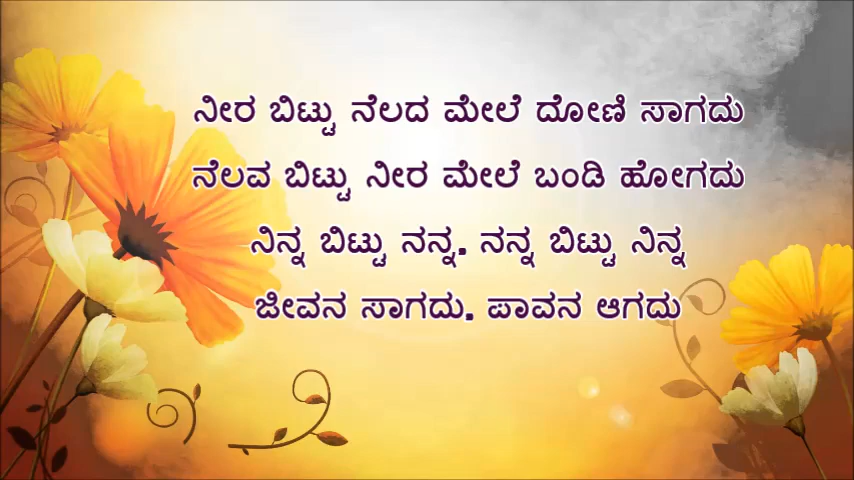 ನೀರ ಬಿಟ್ಟು ನೆಲದ ಮೇಲೆ ದೋಣಿ ಸಾಗದು
ನೆಲವ ಬಿಟ್ಟು ನೀರ ಮೇಲೆ ಬಂಡಿ ಹೋಗದು
ನಿನ್ನ ಬಿಟ್ಟು ನನ್ನ. ನನ್ನ ಬಿಟ್ಟು ನಿನ್ನ
ಜೀವನ ಸಾಗದು. ಪಾವನ ಆಗದು